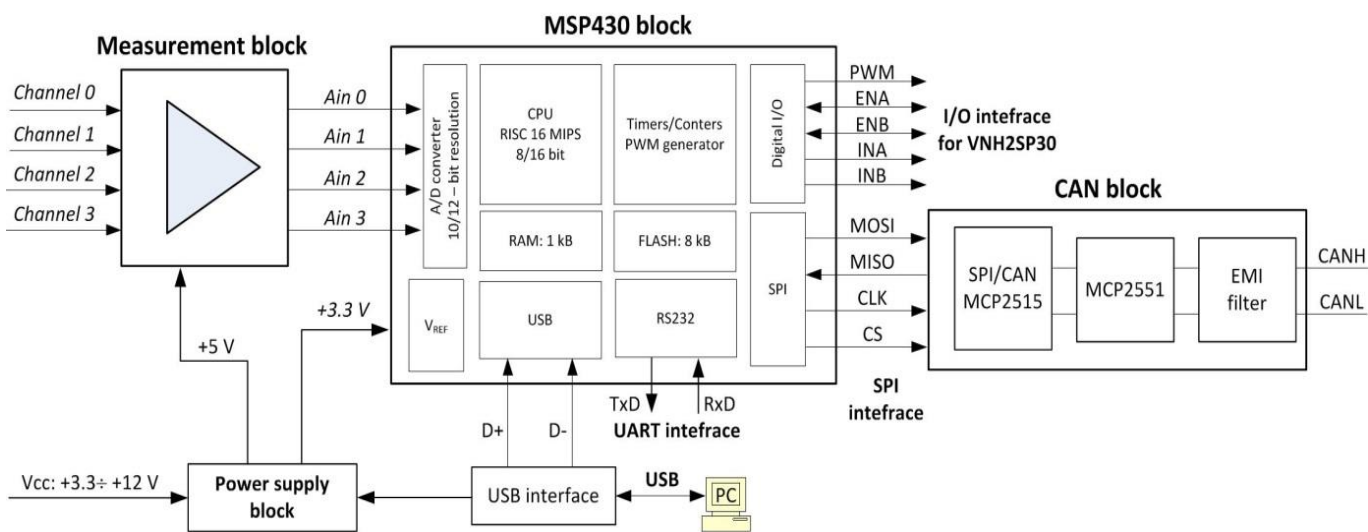 Measurement block
MSP430 block
Channel 0
Channel 1
Channel 2
Channel 3
Ain 0
Ain 1
Ain 2
Ain 3
A/D converter
10/12 – bit resolution
CPU
RISC 16 MIPS
8/16 bit
Timers/Conters
PWM generator
Digital I/O
RAM: 1 kB
FLASH: 8 kB
VREF
USB
RS232
SPI
PWM
ENA
ENB
INA
INB
I/O intefrace
for VNH2SP30
MOSI
MISO
CLK
CS
SPI
intefrace
CAN block
SPI/CAN
MCP2515
MCP2551
EMI
filter
CANH
CANL
+5 V
+3.3 V
D+
D-
TxD
RxD
UART intefrace
Vcc: +3.3÷ +12 V
Power supply
block
USB interface
USB
PC